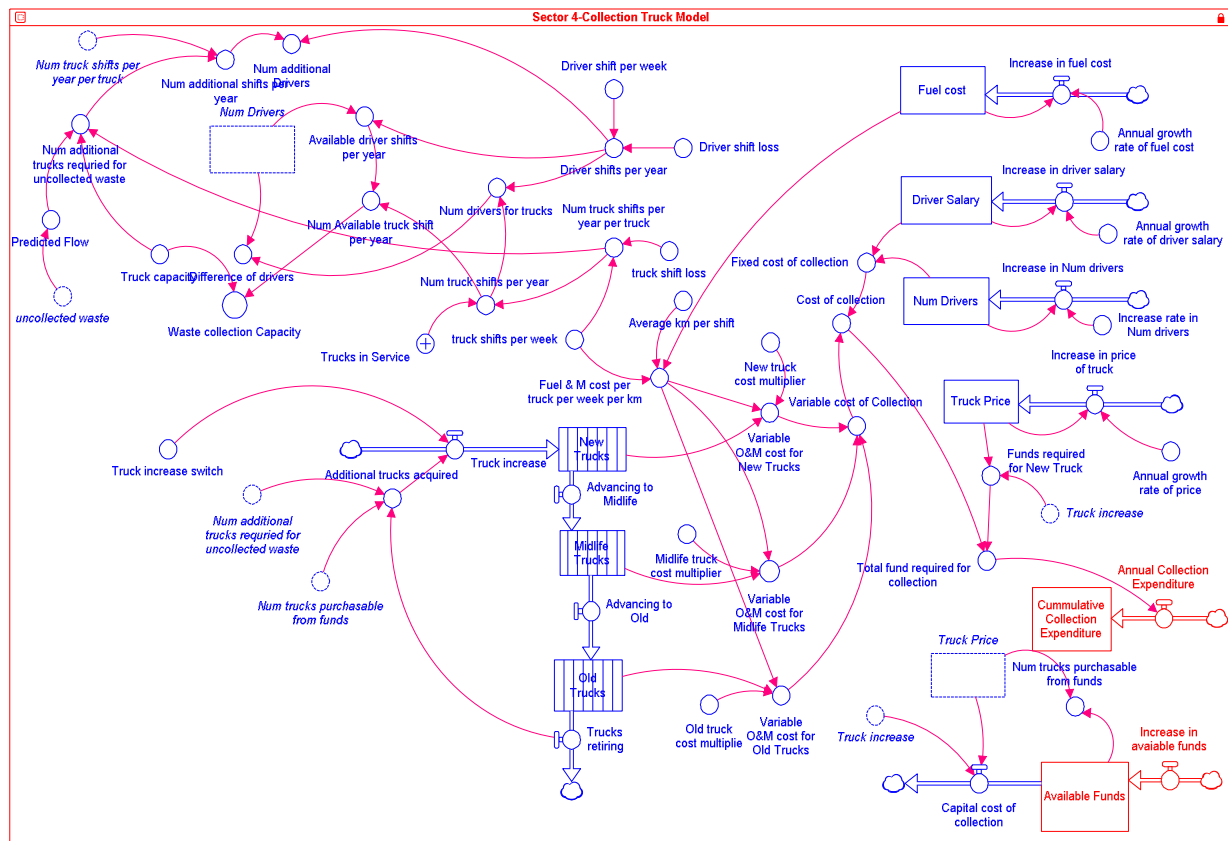 Sector 4-Collection Truck Model
Num truck shifts per
year per truck
Num additional shifts per
year
Num additional
Drivers
Num Drivers
Available driver shifts
per year
Driver shift per week
Driver shift loss
Driver shifts per year
Num additional
trucks requried for
uncollected waste
Num drivers for trucks
Num Available truck shift
per year
Num truck shifts per
year per truck
Predicted Flow
Truck capacity
Difference of drivers
truck shift loss
Num truck shifts per year
uncollected waste
Waste collection Capacity
Trucks in Service
truck shifts per week
Average km per shift
Fuel & M cost per
truck per week per km
New truck
cost multiplier
Variable cost of Collection
Fuel cost
Increase in fuel cost
Annual growth
rate of fuel cost
Driver Salary
Increase in driver salary
Annual growth
rate of driver salary
Fixed cost of collection
Num Drivers
Increase in Num drivers
Increase rate in
Num drivers
Cost of collection
Increase in price
of truck
Truck Price
Annual growth
rate of price
Funds required
for New Truck
Truck increase
Truck increase switch
Additional trucks acquired
Truck increase
New
Trucks
Variable
O&M cost for
New Trucks
Advancing to
Midlife
Num additional
trucks requried for
uncollected waste
Num trucks purchasable
from funds
Midlife
Trucks
Midlife truck
cost multiplier
Variable
O&M cost for
Midlife Trucks
Total fund required for
collection
Advancing to
Old
Annual Collection
Expenditure
Cummulative
Collection
Expenditure
Old
Trucks
Old truck
cost multiplie
Variable
O&M cost for
Old Trucks
Trucks
retiring
Truck Price
Num trucks purchasable
from funds
Truck increase
Increase in
avaiable funds
Available Funds
Capital cost of
collection